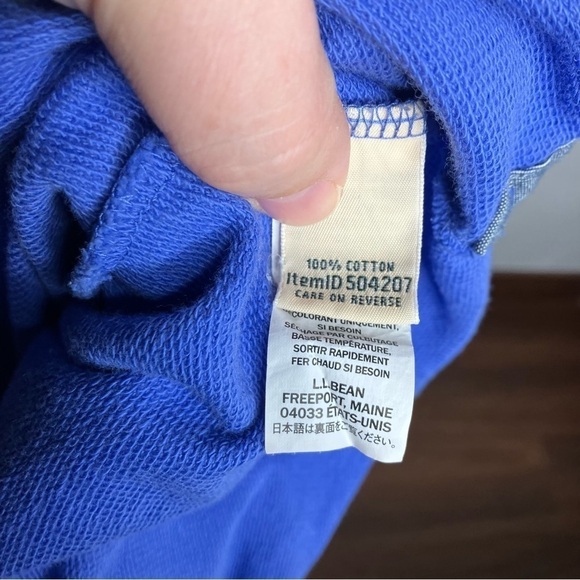 100% COTTON
ItemID 504207
CARE ON REVERSE
COLORANT UNIQUEMENT,
SI BESOIN
SÉCHAGE PAR CULBUTAGE
BASSE TEMPÉRATURE,
SORTIR RAPIDEMENT
FER CHAUD SI BESOIN
L.L.BEAN
FREEPORT, MAINE
04033 ÉTATS-UNIS
日本語は裏面をご覧ください。